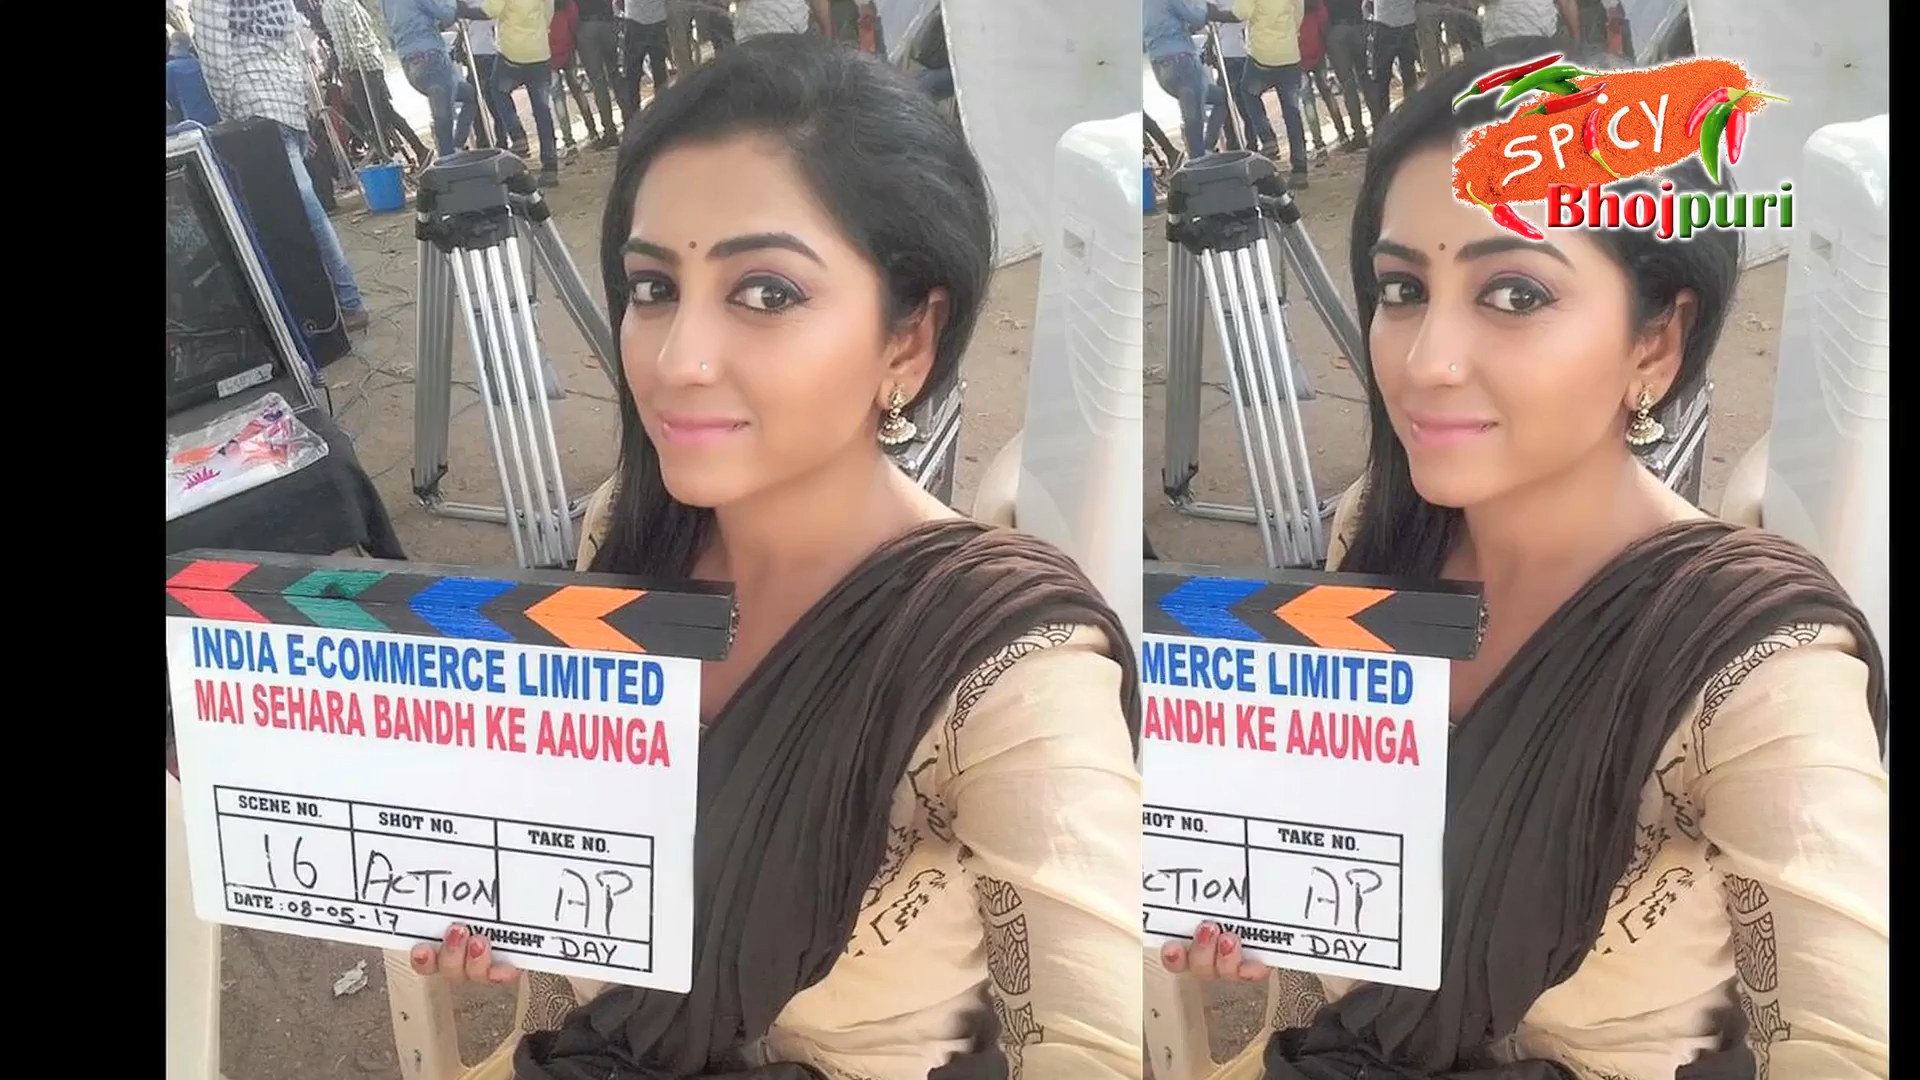 SPICY
Bhojpuri
INDIA E-COMMERCE LIMITED
MAI SEHARA BANDH KE AAUNGA
SCENE NO. SHOT NO. TAKE NO.
16 ACTION AP
DATE : 08-05-17 DAY/NIGHT DAY
MERCE LIMITED
ANDH KE AAUNGA
HOT NO. TAKE NO.
CTION AP
7 Y/NIGHT DAY